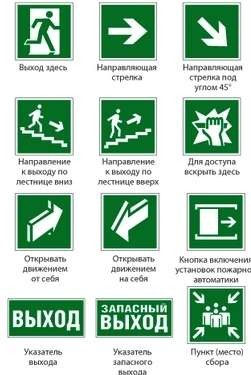 Выход здесь
Направляющая
стрелка
Направляющая
стрелка под
углом 45°
Направление
к выходу по
лестнице вниз
Направление
к выходу по
лестнице вверх
Для доступа
вскрыть здесь
Открывать
движением
от себя
Открывать
движением
на себя
Кнопка включения
установок пожарно
автоматики
ВЫХОД
Указатель
выхода
ЗАПАСНЫЙ
ВЫХОД
Указатель
запасного
выхода
Пункт (место)
сбора